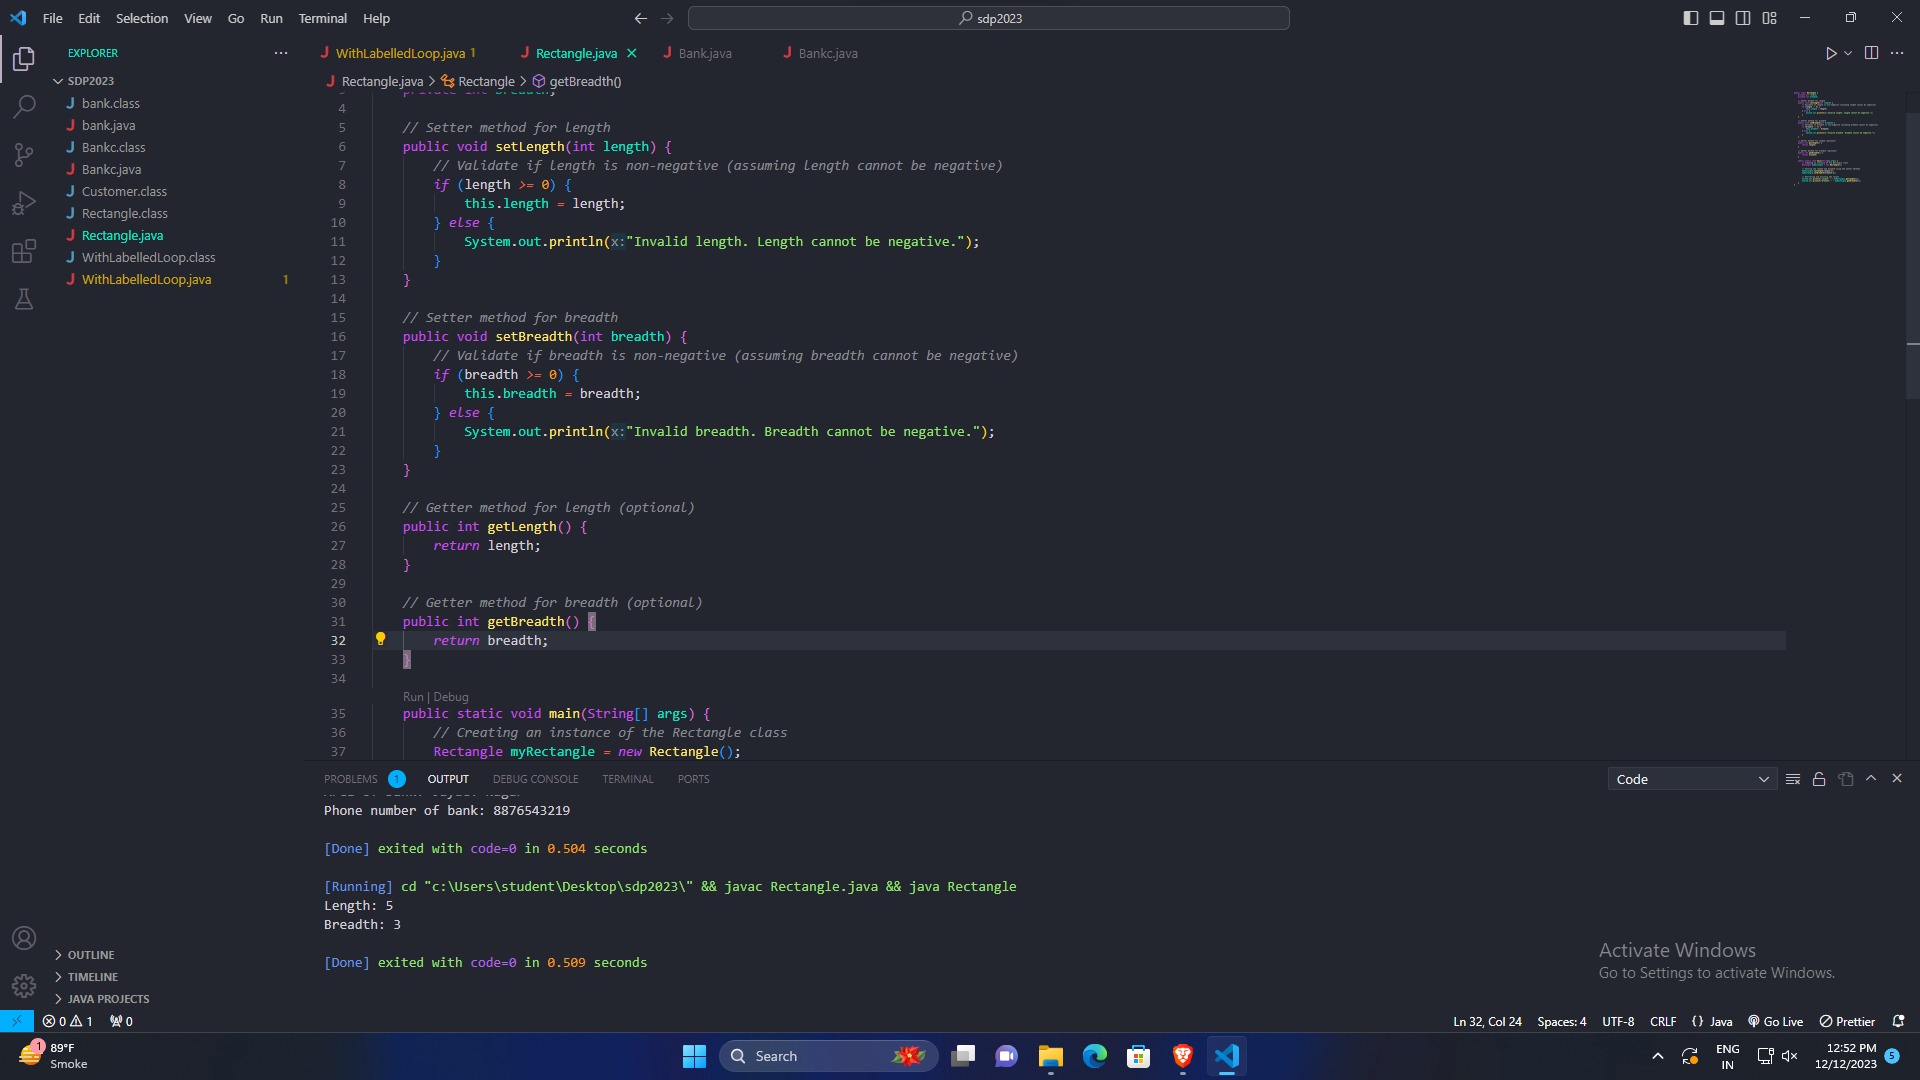 File Edit Selection View Go Run Terminal Help
sdp2023
EXPLORER
SDP2023
bank.class
bank.java
Bankc.class
Bankc.java
Customer.class
Rectangle.class
Rectangle.java
WithLabelledLoop.class
WithLabelledLoop.java 1
OUTLINE
TIMELINE
JAVA PROJECTS
WithLabelledLoop.java 1 Rectangle.java Bank.java Bankc.java
Rectangle.java > Rectangle > getBreadth()
4
5 // Setter method for length
6 public void setLength(int length) {
7 // Validate if length is non-negative (assuming length cannot be negative)
8 if (length >= 0) {
9 this.length = length;
10 } else {
11 System.out.println(x:"Invalid length. Length cannot be negative.");
12 }
13 }
14
15 // Setter method for breadth
16 public void setBreadth(int breadth) {
17 // Validate if breadth is non-negative (assuming breadth cannot be negative)
18 if (breadth >= 0) {
19 this.breadth = breadth;
20 } else {
21 System.out.println(x:"Invalid breadth. Breadth cannot be negative.");
22 }
23 }
24
25 // Getter method for length (optional)
26 public int getLength() {
27 return length;
28 }
29
30 // Getter method for breadth (optional)
31 public int getBreadth() {
32 return breadth;
33 }
34
Run | Debug
35 public static void main(String[] args) {
36 // Creating an instance of the Rectangle class
37 Rectangle myRectangle = new Rectangle();
PROBLEMS 1 OUTPUT DEBUG CONSOLE TERMINAL PORTS
Code
Phone number of bank: 8876543219
[Done] exited with code=0 in 0.504 seconds
[Running] cd "c:\Users\student\Desktop\sdp2023\" && javac Rectangle.java && java Rectangle
Length: 5
Breadth: 3
[Done] exited with code=0 in 0.509 seconds
Activate Windows
Go to Settings to activate Windows.
0 1 0
Ln 32, Col 24 Spaces: 4 UTF-8 CRLF {} Java Go Live Prettier
1
89°F
Smoke
Search
ENG
IN
12:52 PM
12/12/2023
5